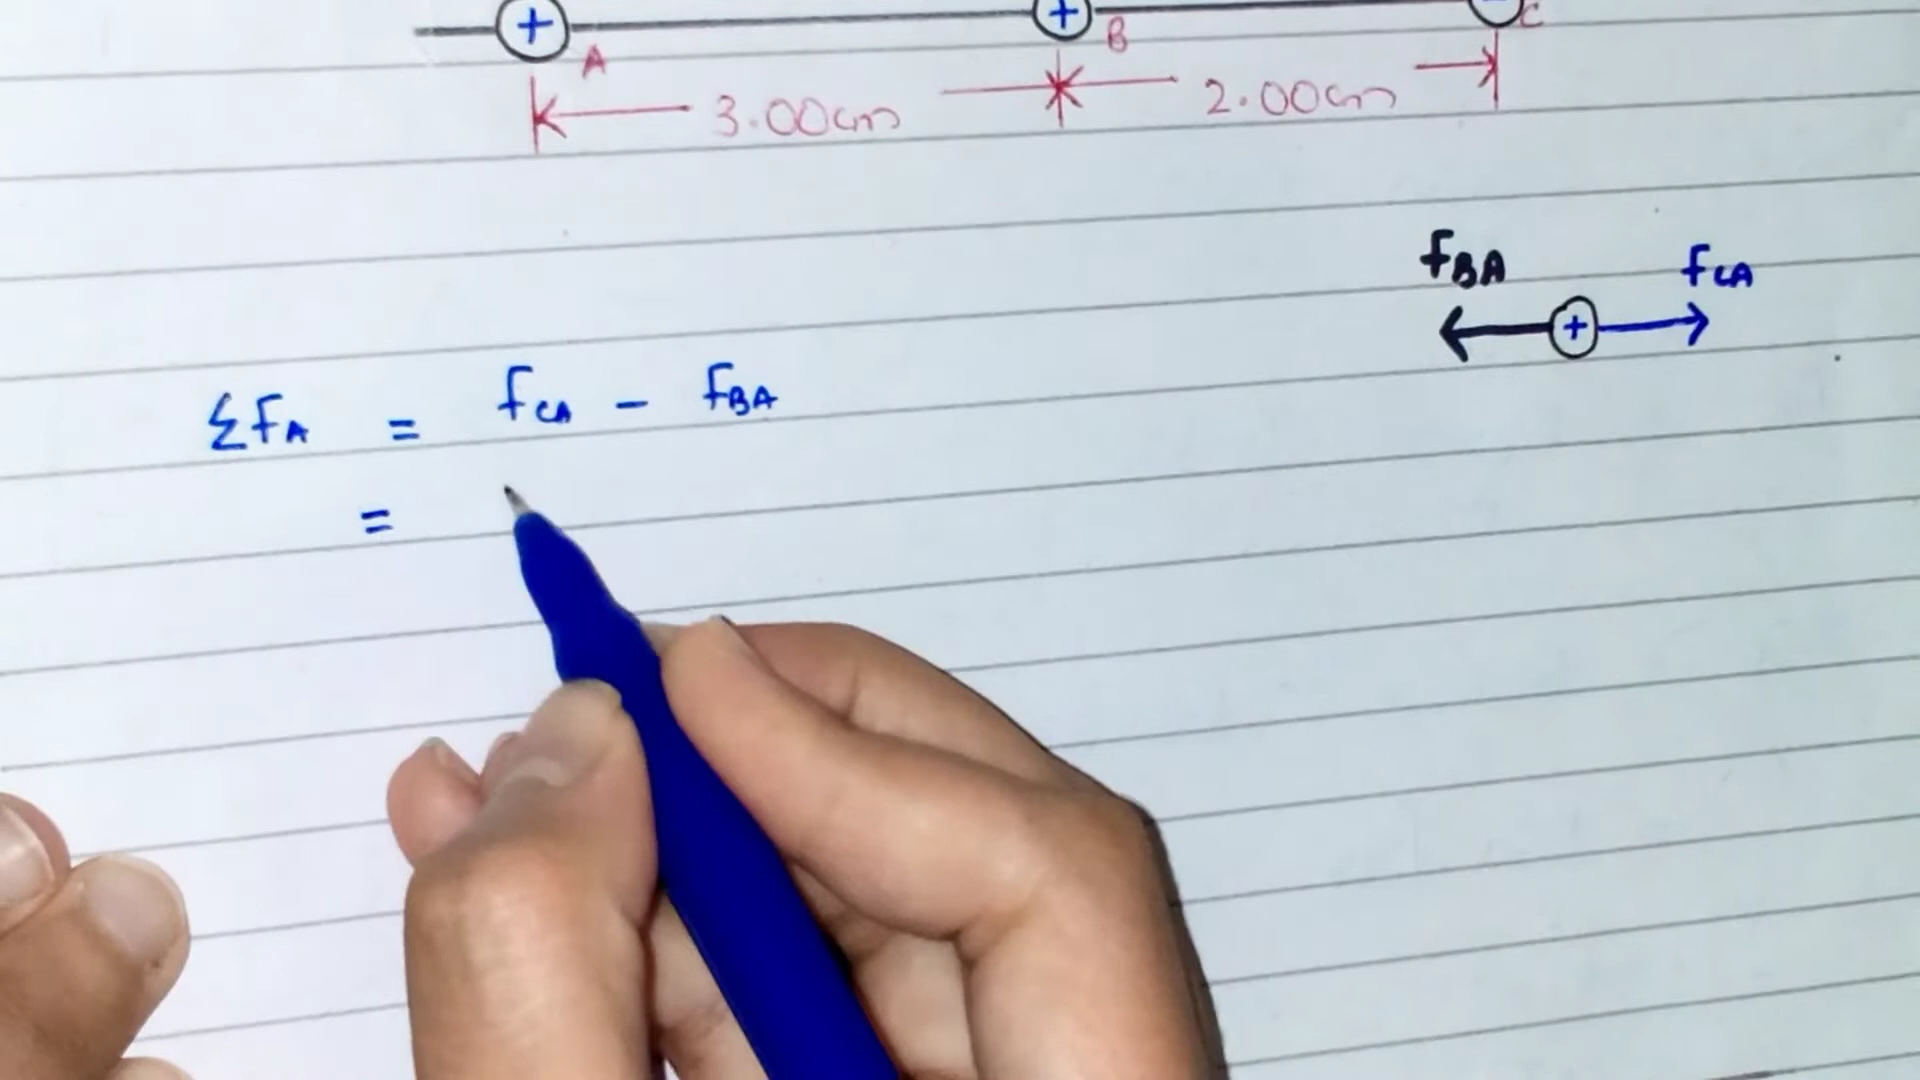 + + - C
A B
3.00cm 2.00cm
fBA fCA
+
ΣfA = fCA - fBA
=